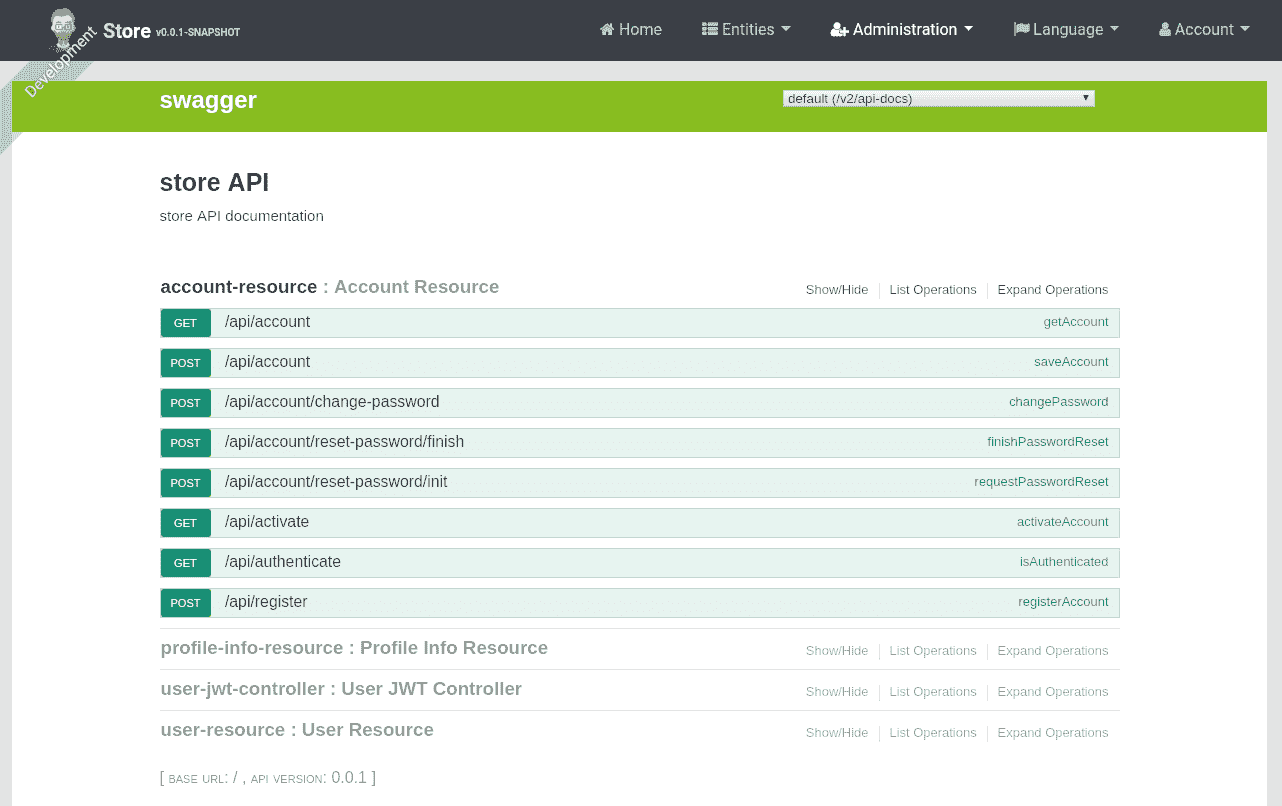 Store v0.0.1-SNAPSHOT Home Entities Administration Language Account
Development
swagger default (/v2/api-docs)
store API
store API documentation
account-resource : Account Resource Show/Hide List Operations Expand Operations
GET /api/account getAccount
POST /api/account saveAccount
POST /api/account/change-password changePassword
POST /api/account/reset-password/finish finishPasswordReset
POST /api/account/reset-password/init requestPasswordReset
GET /api/activate activateAccount
GET /api/authenticate isAuthenticated
POST /api/register registerAccount
profile-info-resource : Profile Info Resource Show/Hide List Operations Expand Operations
user-jwt-controller : User JWT Controller Show/Hide List Operations Expand Operations
user-resource : User Resource Show/Hide List Operations Expand Operations
[ BASE URL: / , API VERSION: 0.0.1 ]